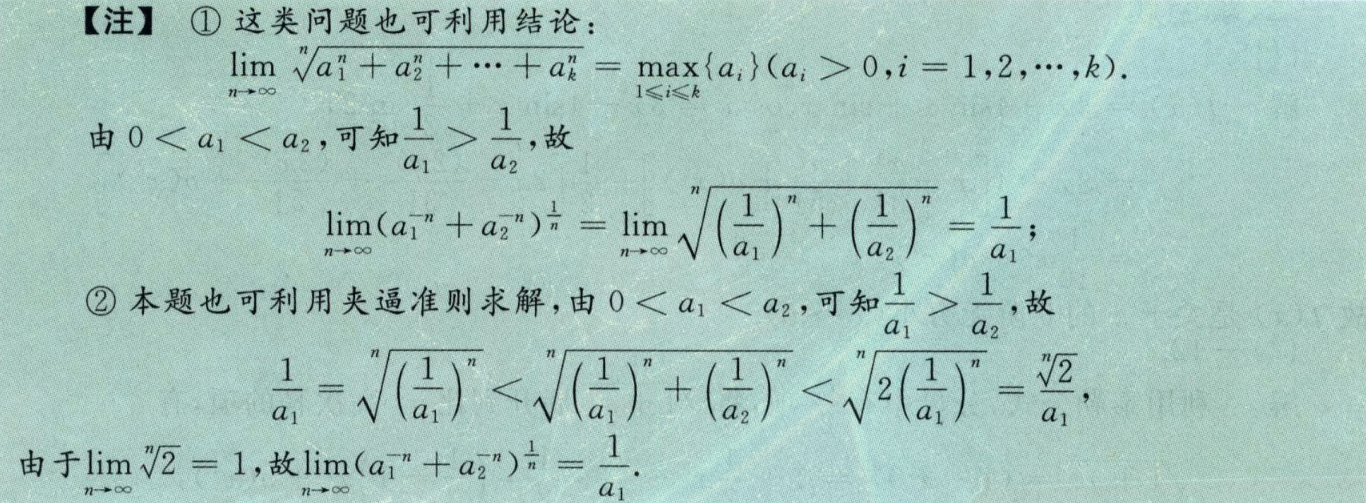 【注】 ① 这类问题也可利用结论:
$\lim\limits_{n\to\infty}\sqrt[n]{a_1^n+a_2^n+\cdots+a_k^n}=\max\limits_{1\leqslant i\leqslant k}\{a_i\}(a_i>0,i=1,2,\cdots,k).$
由 $0<a_1<a_2$,可知$\frac{1}{a_1}>\frac{1}{a_2}$,故
$\lim\limits_{n\to\infty}(a_1^{-n}+a_2^{-n})^{\frac{1}{n}}=\lim\limits_{n\to\infty}\sqrt[n]{\left(\frac{1}{a_1}\right)^n+\left(\frac{1}{a_2}\right)^n}=\frac{1}{a_1};$
② 本题也可利用夹逼准则求解,由 $0<a_1<a_2$,可知$\frac{1}{a_1}>\frac{1}{a_2}$,故
$\frac{1}{a_1}=\sqrt[n]{\left(\frac{1}{a_1}\right)^n}<\sqrt[n]{\left(\frac{1}{a_1}\right)^n+\left(\frac{1}{a_2}\right)^n}<\sqrt[n]{2\left(\frac{1}{a_1}\right)^n}=\frac{\sqrt[n]{2}}{a_1},$
由于$\lim\limits_{n\to\infty}\sqrt[n]{2}=1$,故$\lim\limits_{n\to\infty}(a_1^{-n}+a_2^{-n})^{\frac{1}{n}}=\frac{1}{a_1}.$